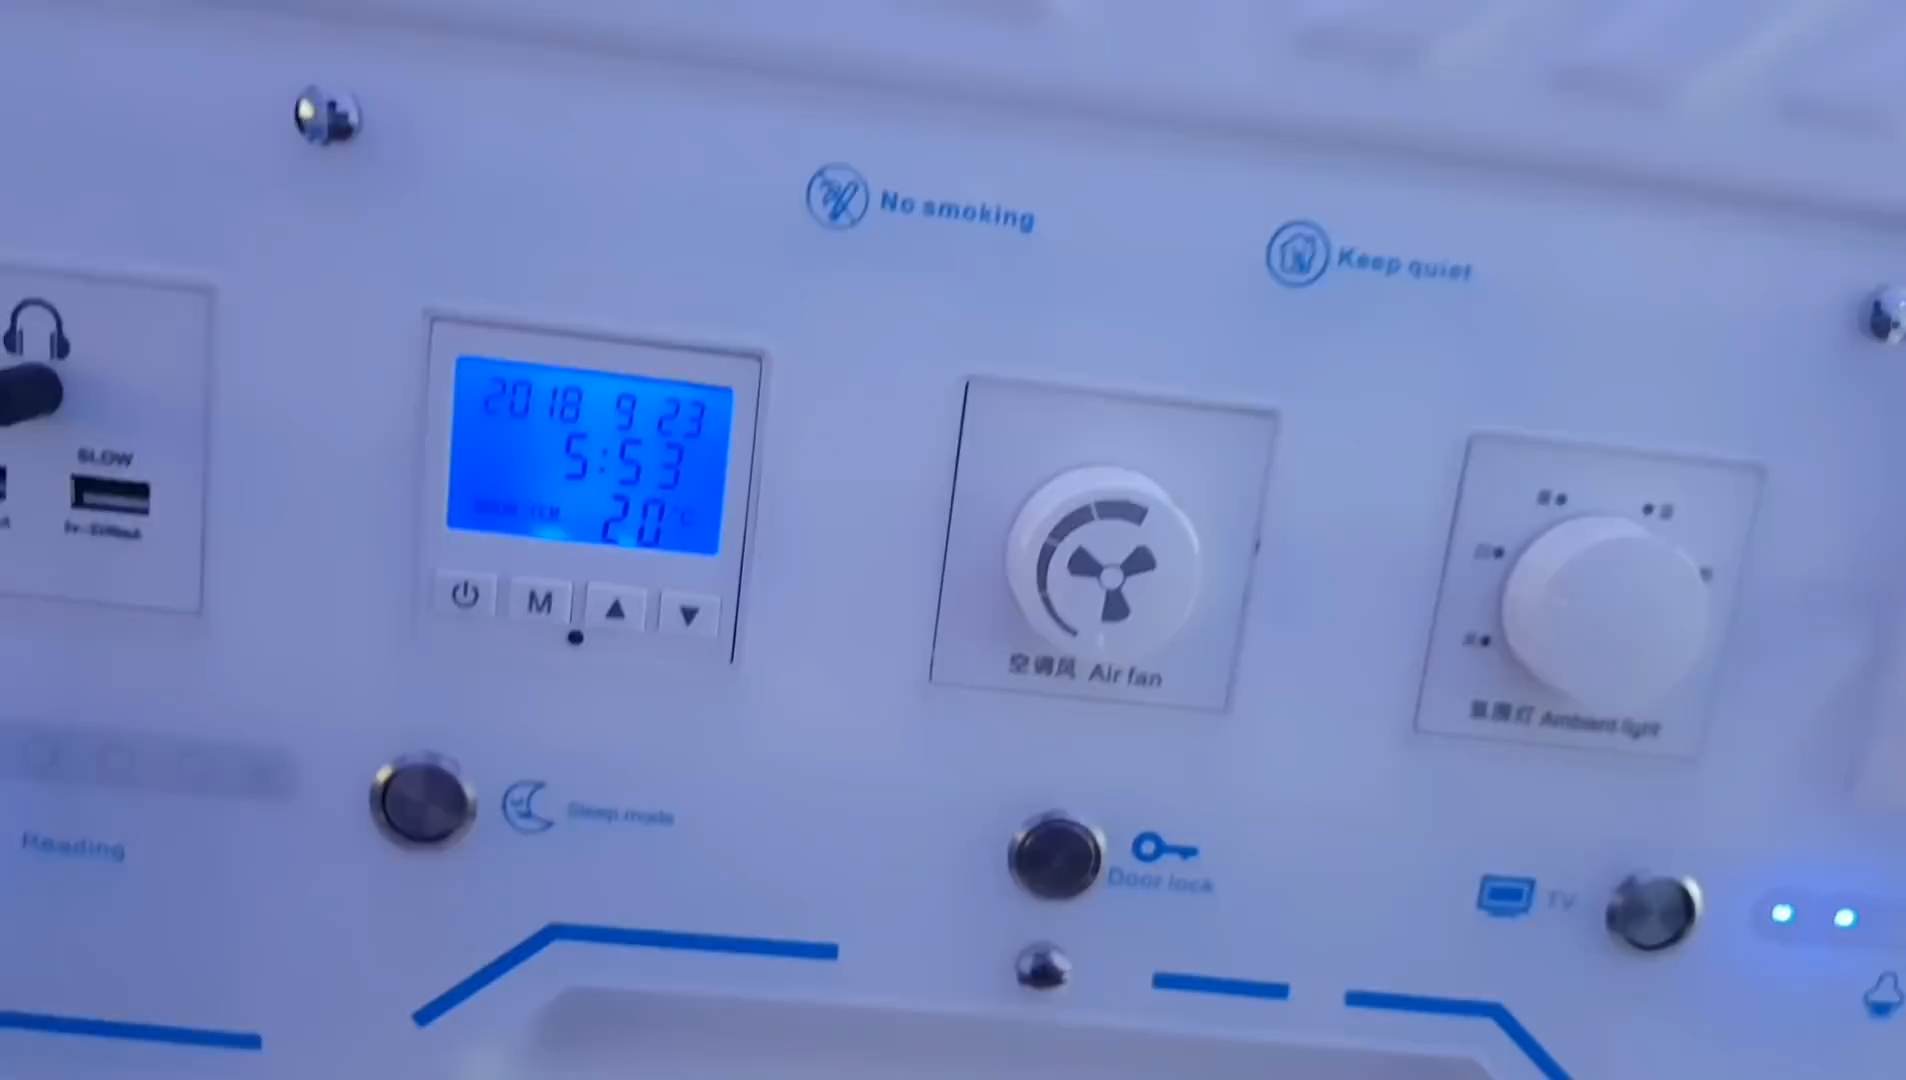 No smoking
Keep quiet
SLOW
2018 9 23
5:53
20°C
M
空调风 Air fan
氛围灯 Ambient light
Sleep mode
Reading
Door lock
TV